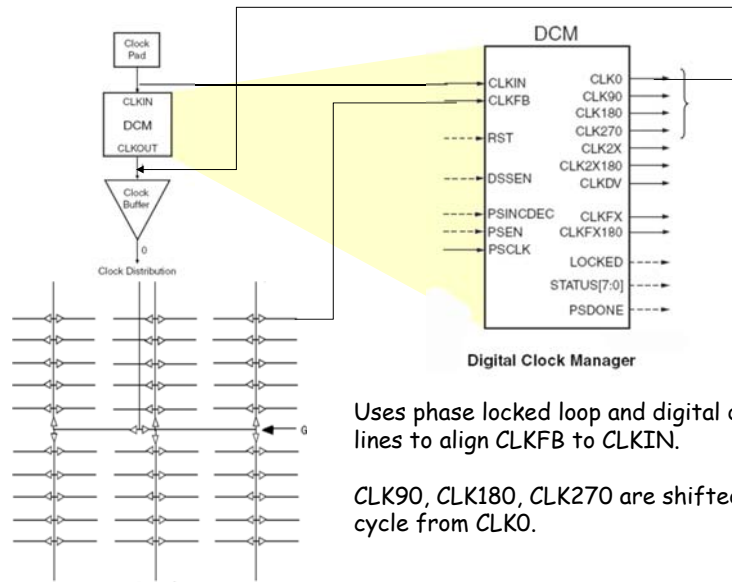 Clock
Pad
CLKIN
DCM
CLKOUT
Clock
Buffer
0
Clock Distribution
G
DCM
CLKIN
CLKFB
RST
DSSEN
PSINCDEC
PSEN
PSCLK
CLK0
CLK90
CLK180
CLK270
CLK2X
CLK2X180
CLKDV
CLKFX
CLKFX180
LOCKED
STATUS[7:0]
PSDONE
Digital Clock Manager
Uses phase locked loop and digital
lines to align CLKFB to CLKIN.
CLK90, CLK180, CLK270 are shifted
cycle from CLK0.